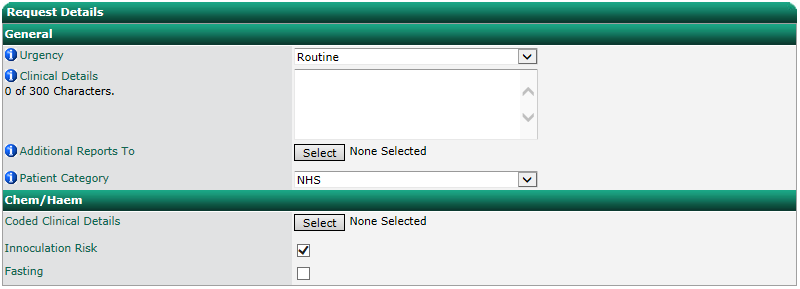 Request Details
General
Urgency
Routine
Clinical Details
0 of 300 Characters.
Additional Reports To
Select None Selected
Patient Category
NHS
Chem/Haem
Coded Clinical Details
Select None Selected
Innoculation Risk
Fasting